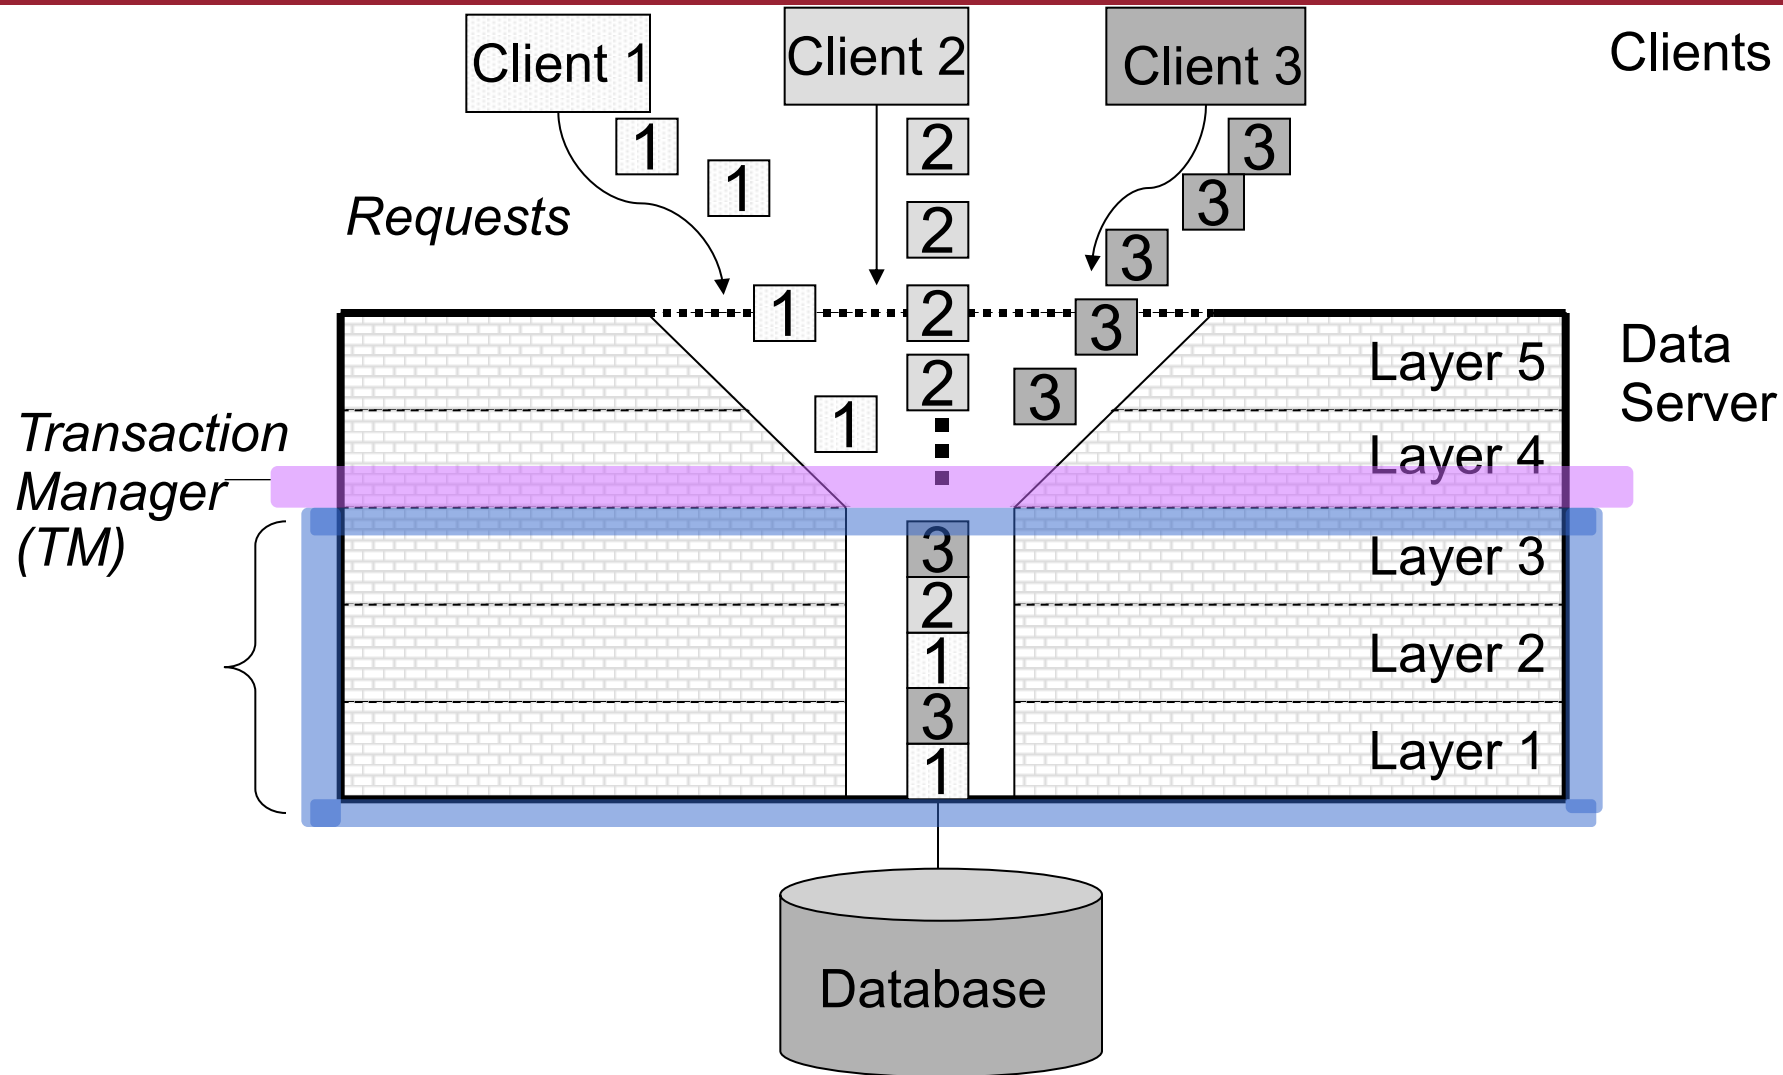 Client 1
Client 2
Client 3
Clients
1
2
3
1
3
Requests
2
3
1
2
3
Layer 5
Data
Server
2
3
1
Transaction
Manager
(TM)
Layer 4
3
Layer 3
2
1
Layer 2
3
1
Layer 1
Database